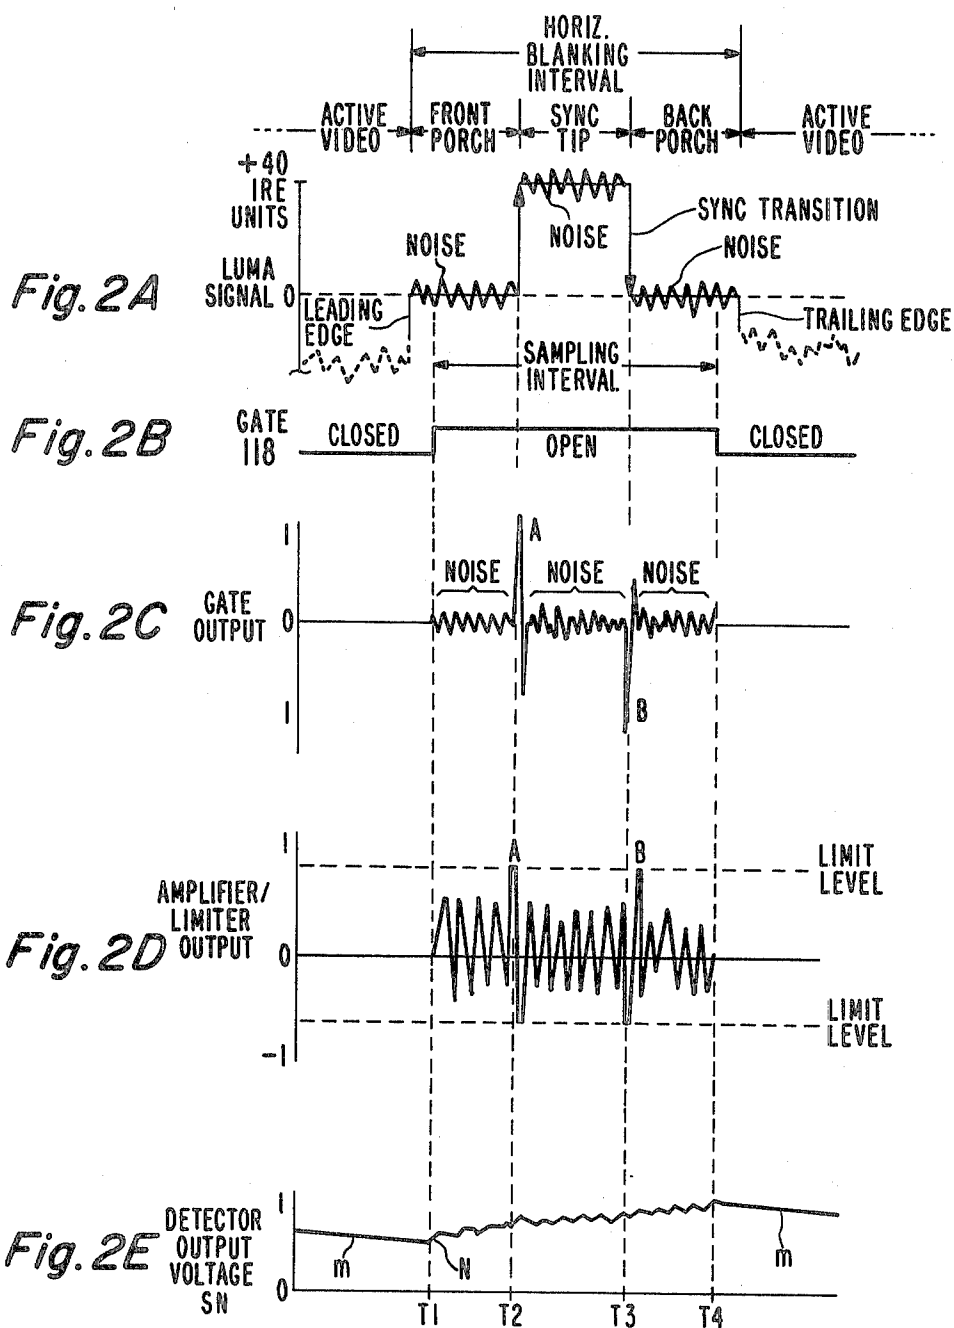 HORIZ.
BLANKING
INTERVAL
ACTIVE
VIDEO
FRONT
PORCH
SYNC
TIP
BACK
PORCH
ACTIVE
VIDEO
+40
IRE
UNITS
NOISE
NOISE
SYNC TRANSITION
NOISE
Fig. 2A
LUMA
SIGNAL 0
LEADING
EDGE
TRAILING EDGE
SAMPLING
INTERVAL
Fig. 2B
GATE
118
CLOSED
OPEN
CLOSED
1
A
NOISE
NOISE
NOISE
Fig. 2C
GATE
OUTPUT
0
1
B
1
A
B
LIMIT
LEVEL
Fig. 2D
AMPLIFIER/
LIMITER
OUTPUT
0
LIMIT
LEVEL
-1
1
Fig. 2E
DETECTOR
OUTPUT
VOLTAGE
SN
m
N
m
0
T1
T2
T3
T4